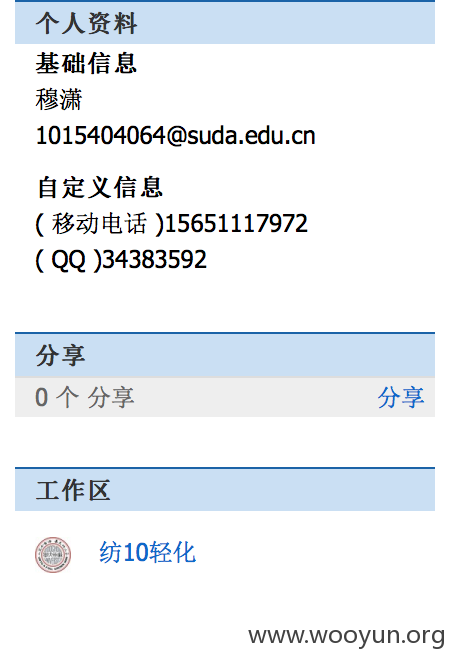 个人资料
基础信息
穆潇
1015404064@suda.edu.cn
自定义信息
( 移动电话 )15651117972
( QQ )34383592
分享
0 个 分享 分享
工作区
纺10轻化
www.wooyun.org